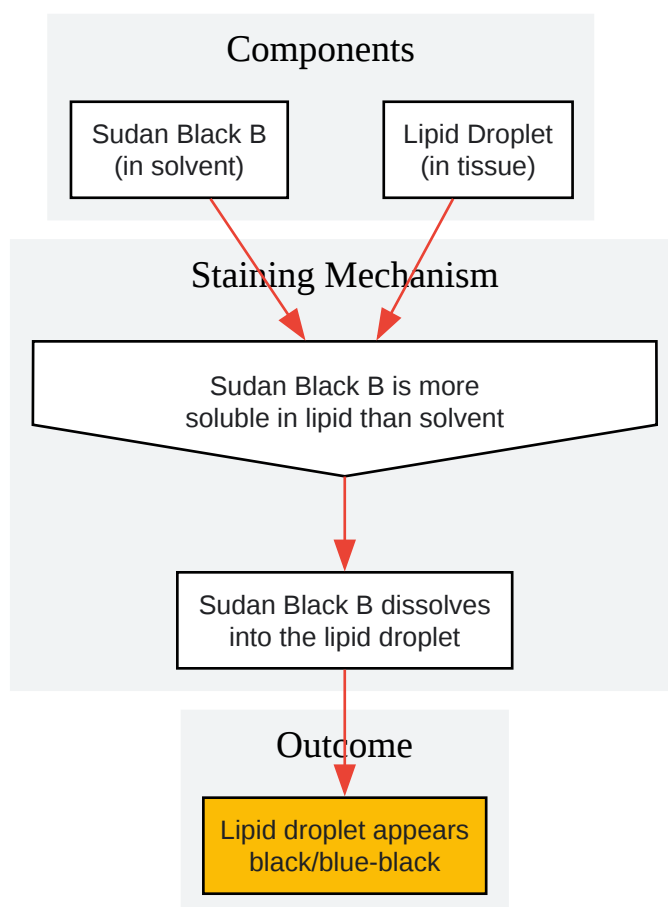 Components
Sudan Black B
(in solvent)
Lipid Droplet
(in tissue)
Staining Mechanism
Sudan Black B is more
soluble in lipid than solvent
Sudan Black B dissolves
into the lipid droplet
Outcome
Lipid droplet appears
black/blue-black